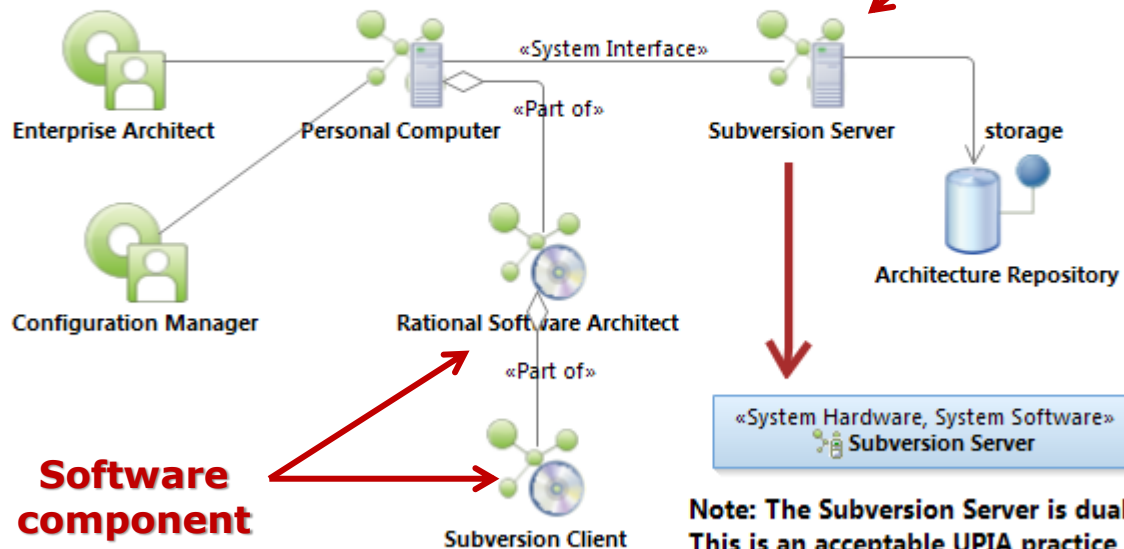 «System Interface»
«Part of»
Enterprise Architect
Personal Computer
Subversion Server
storage
Architecture Repository
Configuration Manager
Rational Software Architect
«Part of»
«System Hardware, System Software»
Subversion Server
Software
component
Subversion Client
Note: The Subversion Server is dual
This is an acceptable UPIA practice